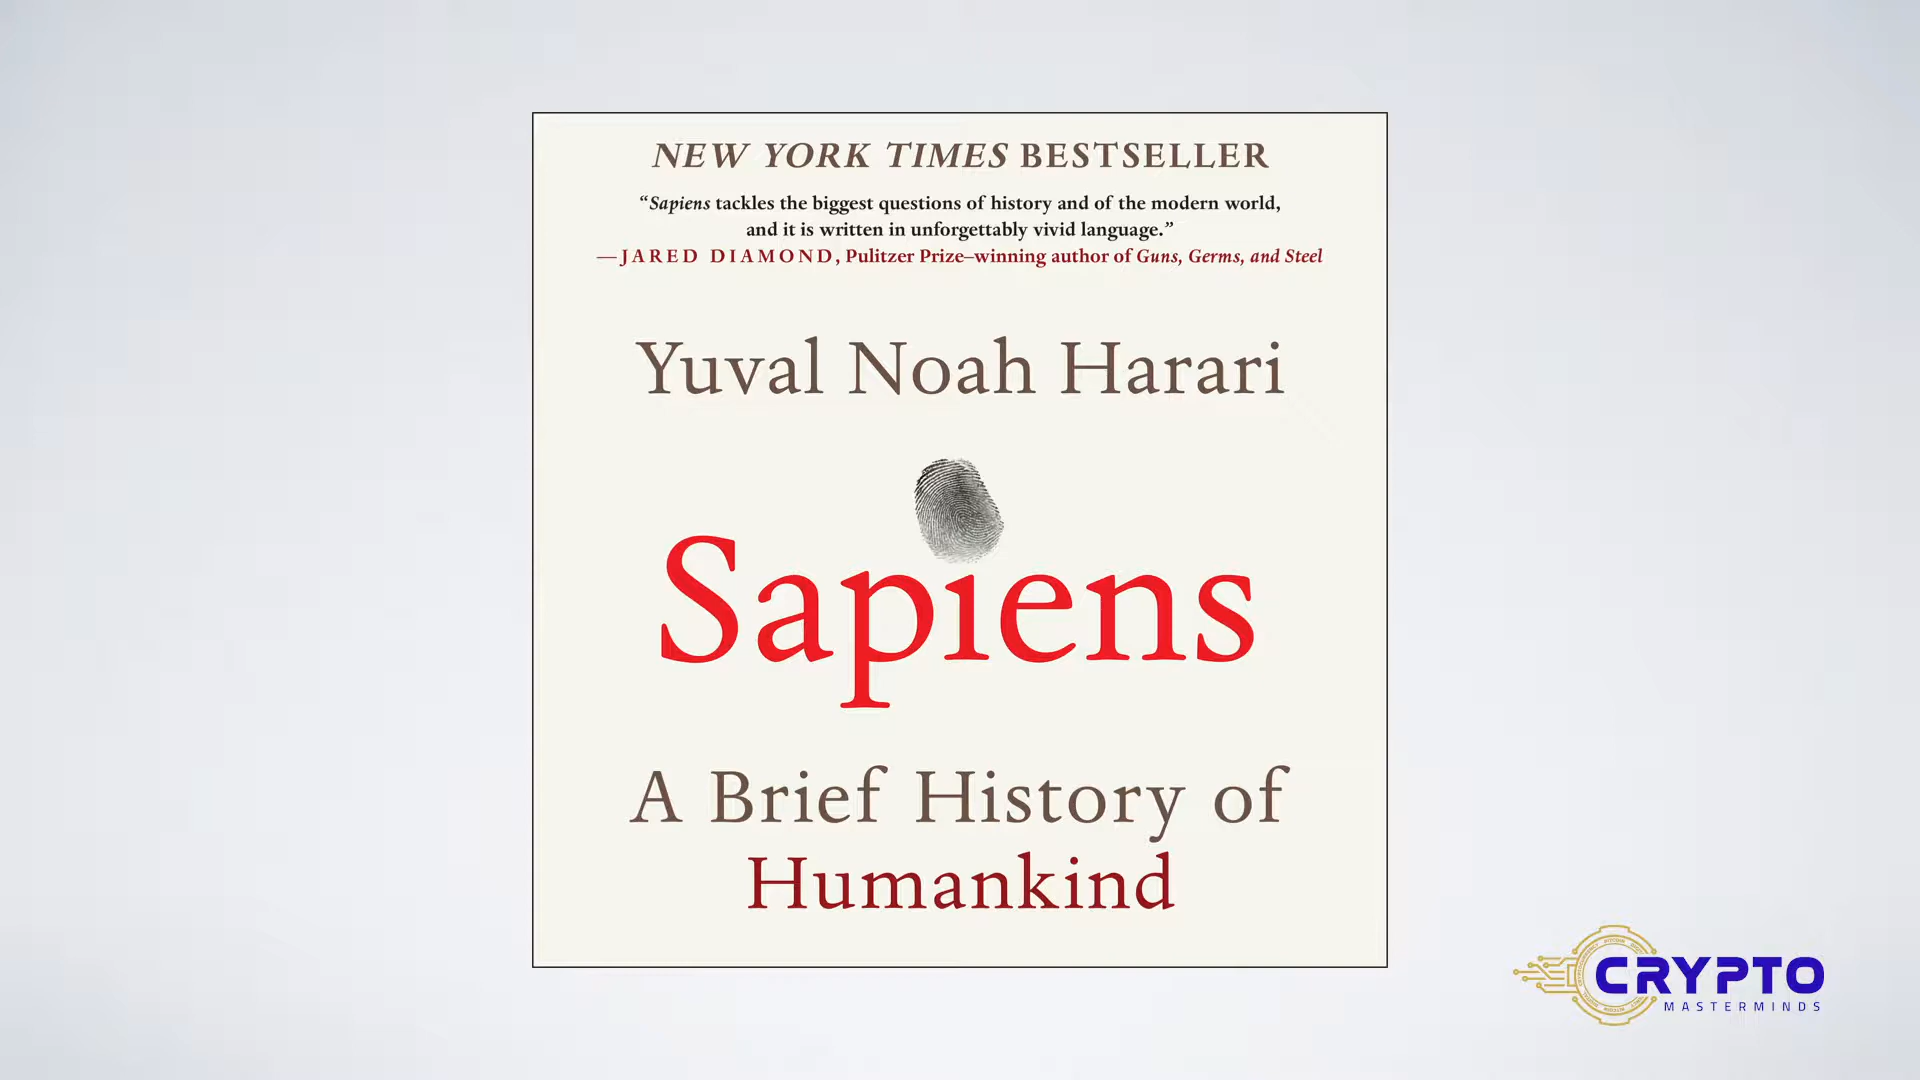 NEW YORK TIMES BESTSELLER
“Sapiens tackles the biggest questions of history and of the modern world,
and it is written in unforgettably vivid language.”
—JARED DIAMOND, Pulitzer Prize–winning author of Guns, Germs, and Steel
Yuval Noah Harari
Sapiens
A Brief History of
Humankind
CRYPTO
MASTERMINDS